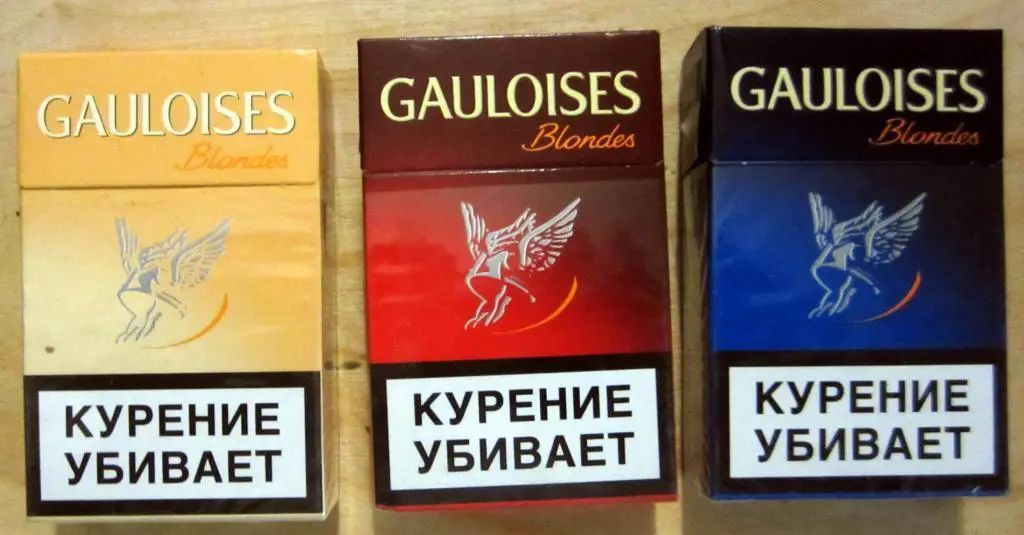 GAULOISES
Blondes
КУРЕНИЕ
УБИВАЕТ
GAULOISES
Blondes
КУРЕНИЕ
УБИВАЕТ
GAULOISES
Blondes
КУРЕНИЕ
УБИВАЕТ